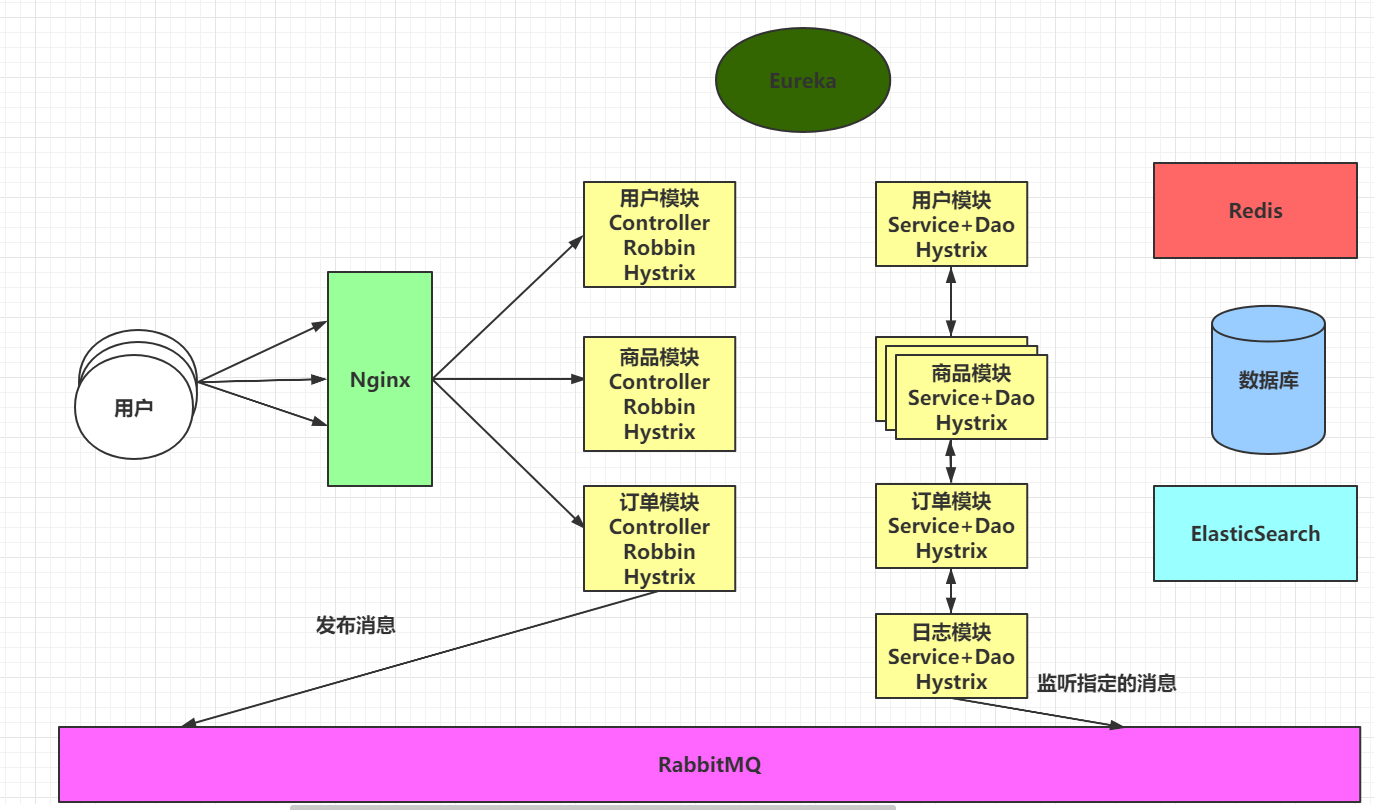 Eureka
用户模块
Controller
Robbin
Hystrix
用户模块
Service+Dao
Hystrix
Redis
用户
Nginx
商品模块
Controller
Robbin
Hystrix
商品模块
Service+Dao
Hystrix
数据库
订单模块
Controller
Robbin
Hystrix
订单模块
Service+Dao
Hystrix
ElasticSearch
发布消息
日志模块
Service+Dao
Hystrix
监听指定的消息
RabbitMQ